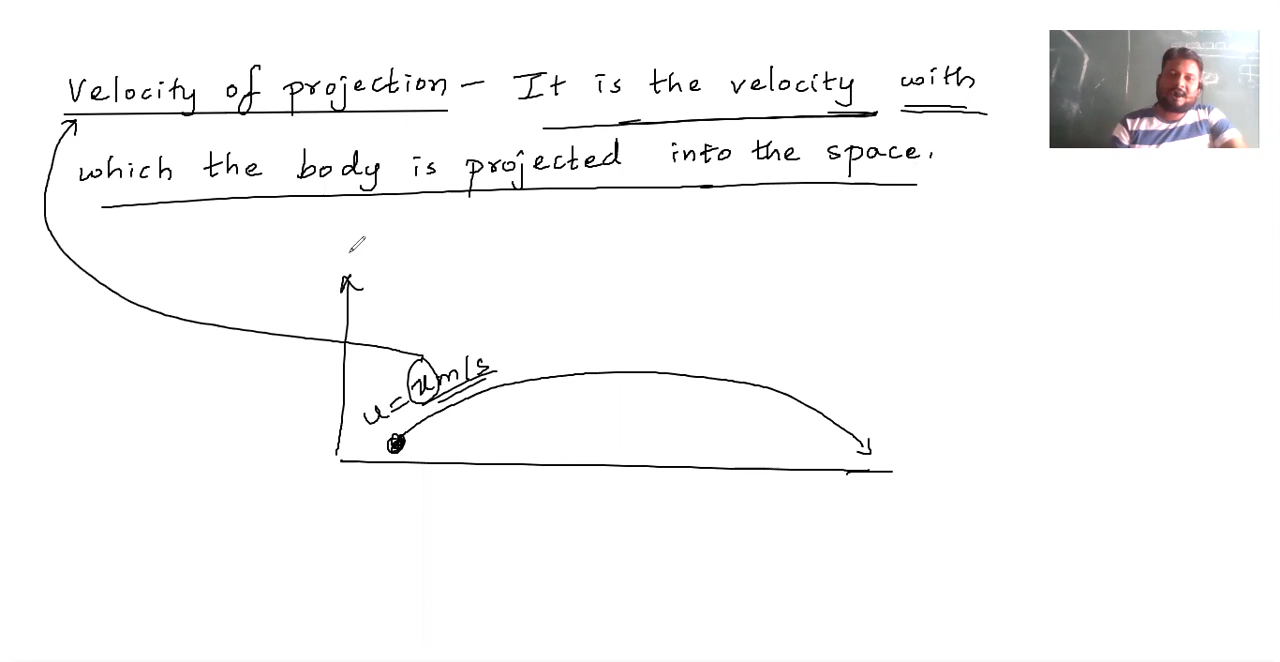 Velocity of projection – It is the velocity with
which the body is projected into the space.
u = x m/s